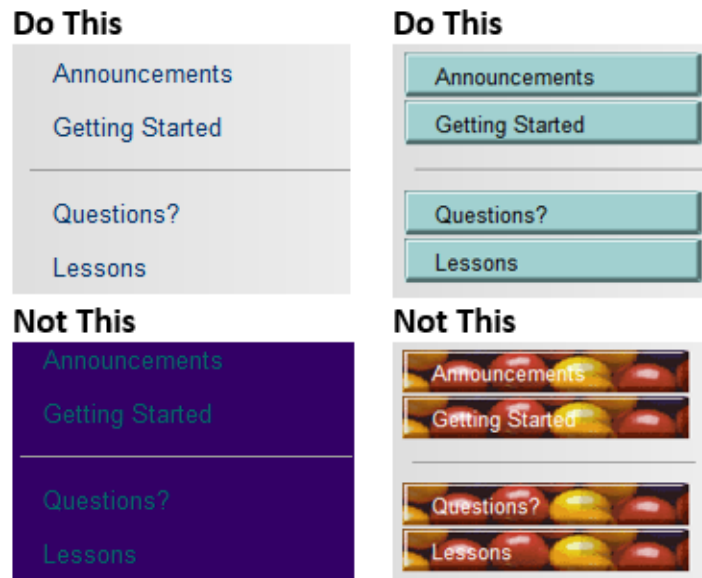 Do This
Announcements
Getting Started
Questions?
Lessons
Do This
Announcements
Getting Started
Questions?
Lessons
Not This
Announcements
Getting Started
Questions?
Lessons
Not This
Announcements
Getting Started
Questions?
Lessons